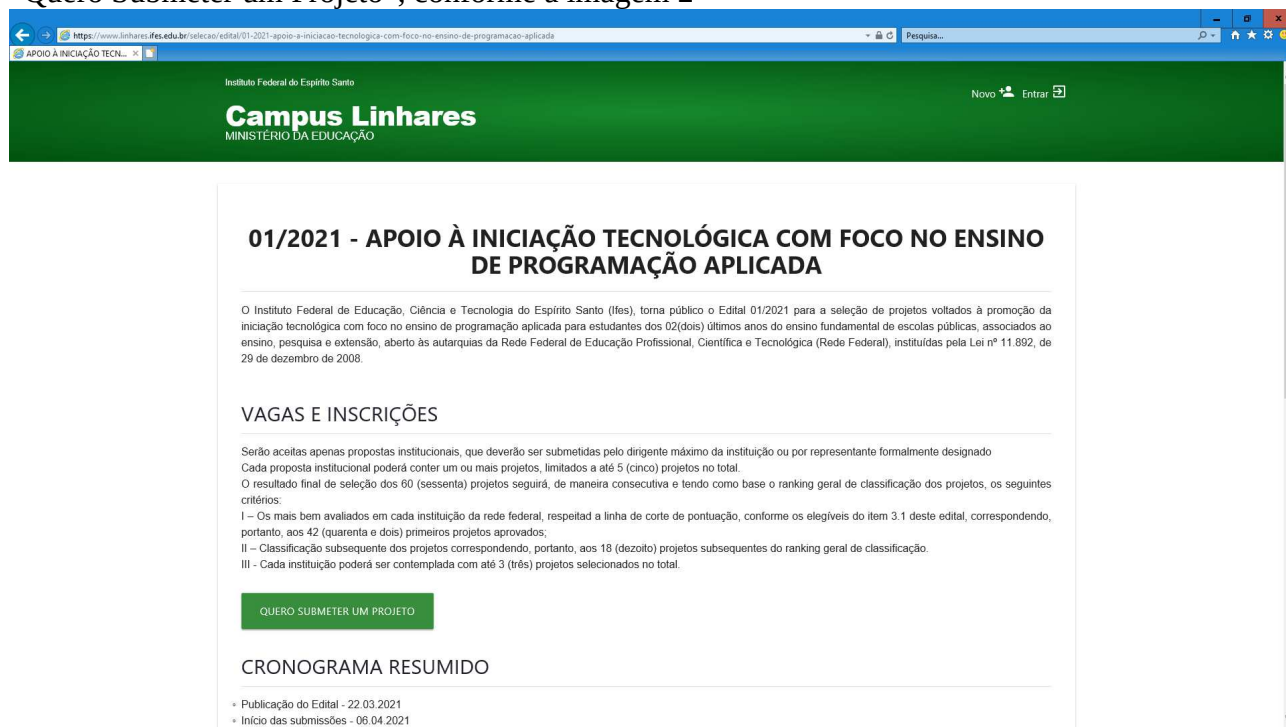 "Quero Submeter um Projeto", conforme a imagem 2
https://www.linhares.ifes.edu.br/selecao/edital/01-2021-apoio-a-iniciacao-tecnologica-com-foco-no-ensino-de-programacao-aplicada
Pesquisa...
APOIO À INICIAÇÃO TECN...
Instituto Federal do Espírito Santo
Novo Entrar
Campus Linhares
MINISTÉRIO DA EDUCAÇÃO
01/2021 - APOIO À INICIAÇÃO TECNOLÓGICA COM FOCO NO ENSINO
DE PROGRAMAÇÃO APLICADA
O Instituto Federal de Educação, Ciência e Tecnologia do Espírito Santo (Ifes), torna público o Edital 01/2021 para a seleção de projetos voltados à promoção da
iniciação tecnológica com foco no ensino de programação aplicada para estudantes dos 02(dois) últimos anos do ensino fundamental de escolas públicas, associados ao
ensino, pesquisa e extensão, aberto às autarquias da Rede Federal de Educação Profissional, Científica e Tecnológica (Rede Federal), instituídas pela Lei nº 11.892, de
29 de dezembro de 2008.
VAGAS E INSCRIÇÕES
Serão aceitas apenas propostas institucionais, que deverão ser submetidas pelo dirigente máximo da instituição ou por representante formalmente designado
Cada proposta institucional poderá conter um ou mais projetos, limitados a até 5 (cinco) projetos no total.
O resultado final de seleção dos 60 (sessenta) projetos seguirá, de maneira consecutiva e tendo como base o ranking geral de classificação dos projetos, os seguintes
critérios:
I – Os mais bem avaliados em cada instituição da rede federal, respeitad a linha de corte de pontuação, conforme os elegíveis do item 3.1 deste edital, correspondendo,
portanto, aos 42 (quarenta e dois) primeiros projetos aprovados;
II – Classificação subsequente dos projetos correspondendo, portanto, aos 18 (dezoito) projetos subsequentes do ranking geral de classificação.
III - Cada instituição poderá ser contemplada com até 3 (três) projetos selecionados no total.
QUERO SUBMETER UM PROJETO
CRONOGRAMA RESUMIDO
Publicação do Edital - 22.03.2021
Início das submissões - 06.04.2021